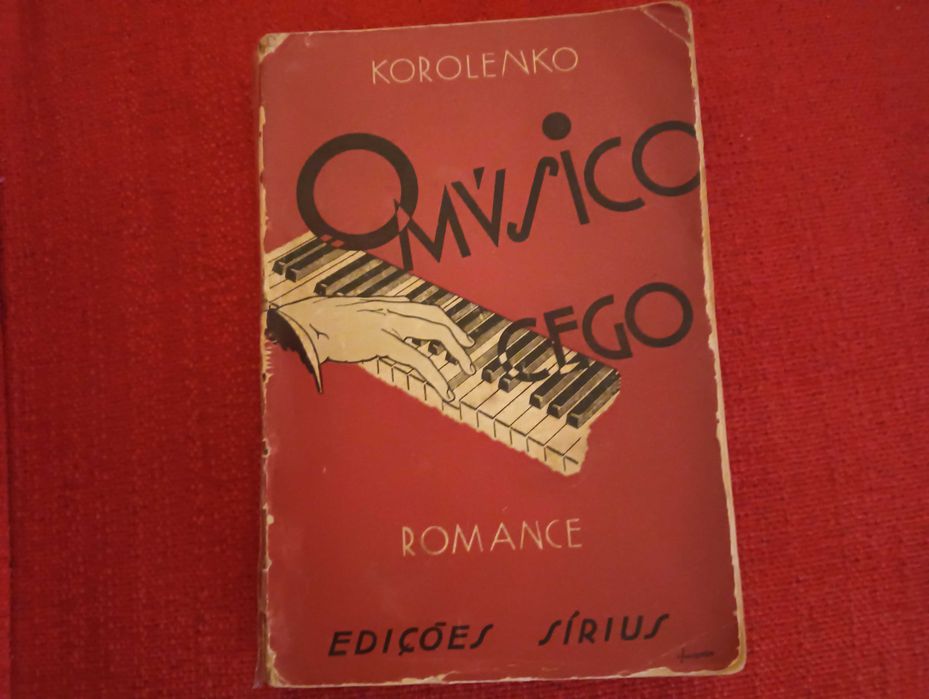 KOROLENKO
O MÚSICO
CEGO
ROMANCE
EDIÇÕES SÍRIUS